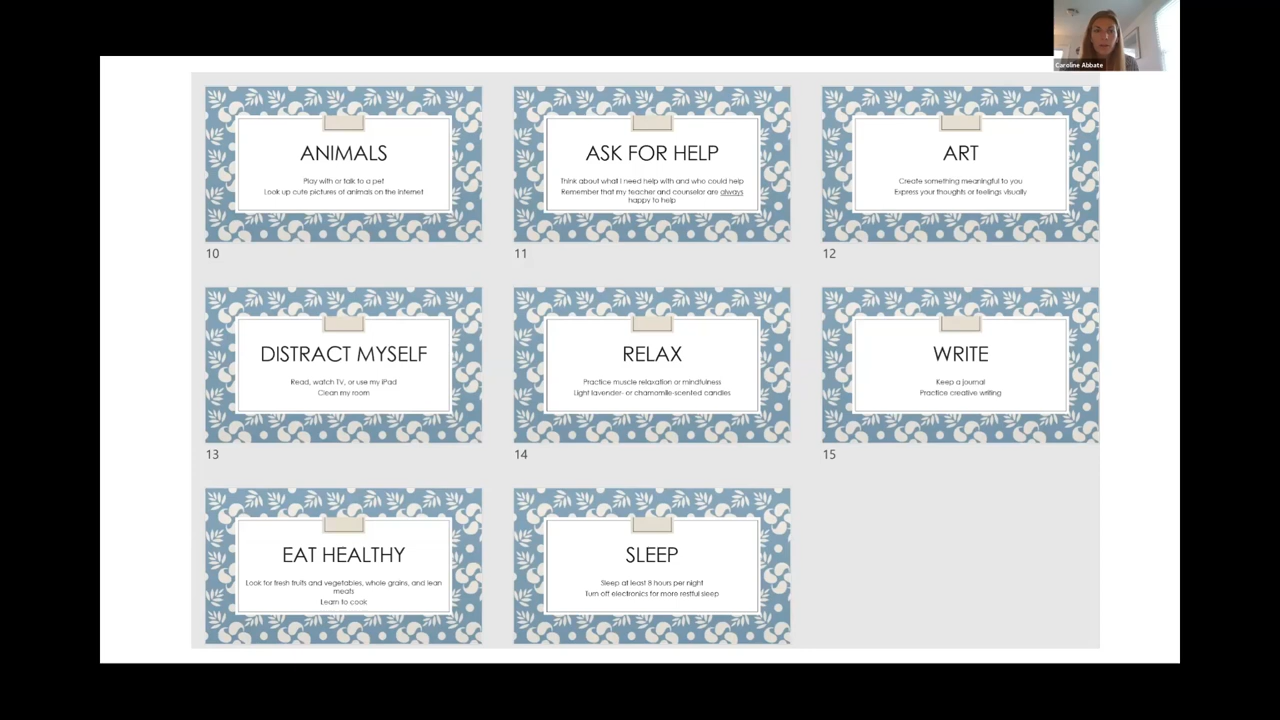 Caroline Abbate
ANIMALS
Play with or talk to a pet
Look up cute pictures of animals on the internet
10
ASK FOR HELP
Think about what I need help with and who could help
Remember that my teacher and counselor are always
happy to help
11
ART
Create something meaningful to you
Express your thoughts or feelings visually
12
DISTRACT MYSELF
Read, watch TV, or use my iPad
Clean my room
13
RELAX
Practice muscle relaxation or mindfulness
Light lavender- or chamomile-scented candles
14
WRITE
Keep a journal
Practice creative writing
15
EAT HEALTHY
Look for fresh fruits and vegetables, whole grains, and lean
meats
Learn to cook
SLEEP
Sleep at least 8 hours per night
Turn off electronics for more restful sleep